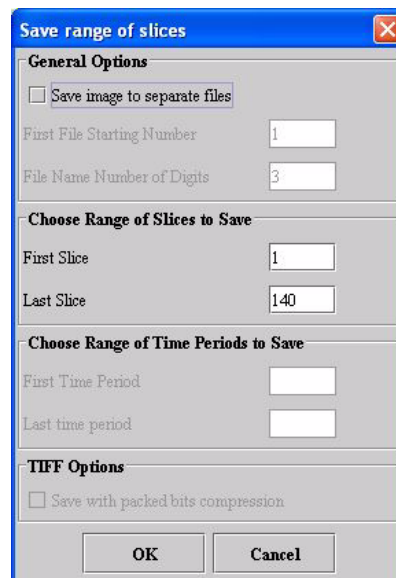 Save range of slices
General Options
Save image to separate files
First File Starting Number 1
File Name Number of Digits 3
Choose Range of Slices to Save
First Slice 1
Last Slice 140
Choose Range of Time Periods to Save
First Time Period
Last time period
TIFF Options
Save with packed bits compression
OK Cancel